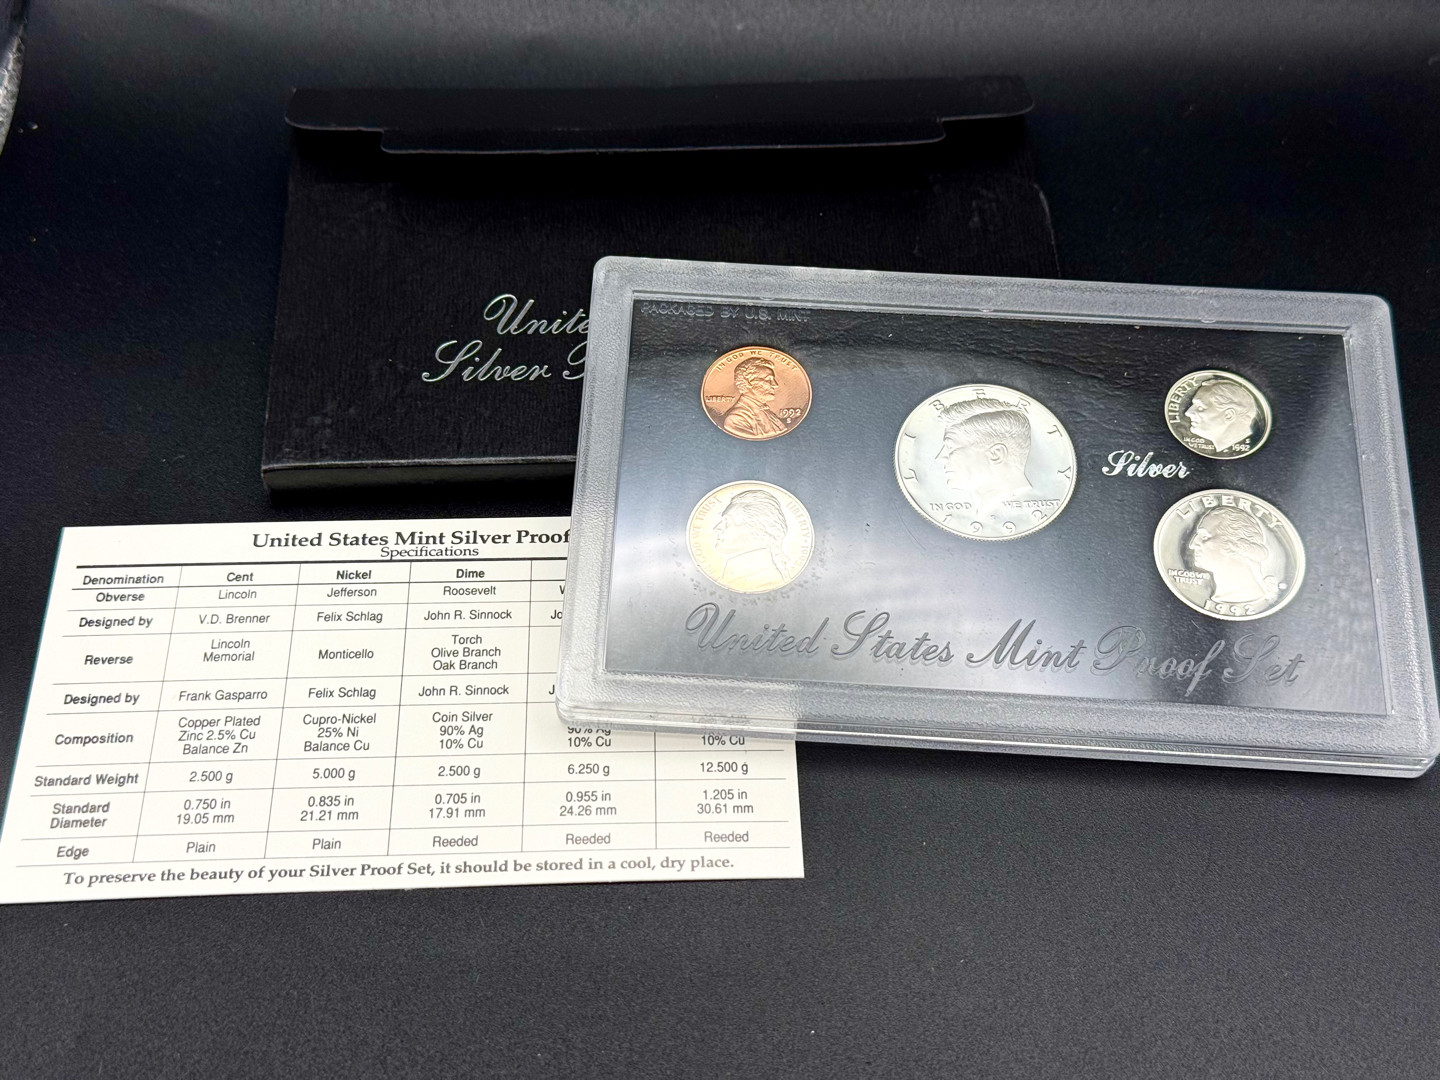 Unite
Silver
PACKAGED BY U.S. MINT
IN GOD WE TRUST
LIBERTY
1992
S
LIBERTY
IN GOD WE TRUST
1992
LIBERTY
IN GOD
WE TRUST
S
1992
Silver
IN GOD WE TRUST
LIBERTY
LIBERTY
IN GOD WE
TRUST
1992
United States Mint Proof Set
United States Mint Silver Proof
Specifications
Denomination Cent Nickel Dime
Obverse Lincoln Jefferson Roosevelt W
Designed by V.D. Brenner Felix Schlag John R. Sinnock Jo
Reverse Lincoln Memorial Monticello Torch Olive Branch Oak Branch
Designed by Frank Gasparro Felix Schlag John R. Sinnock J
Composition Copper Plated Zinc 2.5% Cu Balance Zn Cupro-Nickel 25% Ni Balance Cu Coin Silver 90% Ag 10% Cu 90% Ag 10% Cu 10% Cu
Standard Weight 2.500 g 5.000 g 2.500 g 6.250 g 12.500 g
Standard Diameter 0.750 in 19.05 mm 0.835 in 21.21 mm 0.705 in 17.91 mm 0.955 in 24.26 mm 1.205 in 30.61 mm
Edge Plain Plain Reeded Reeded Reeded
To preserve the beauty of your Silver Proof Set, it should be stored in a cool, dry place.